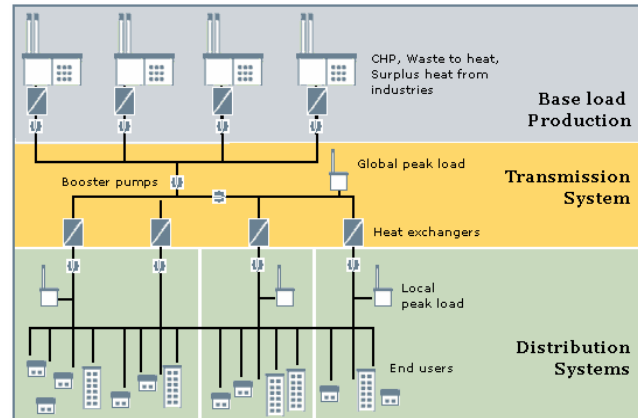 CHP, Waste to heat,
Surplus heat from
industries
Base load
Production
Global peak load
Booster pumps
Transmission
System
Heat exchangers
Local
peak load
Distribution
Systems
End users